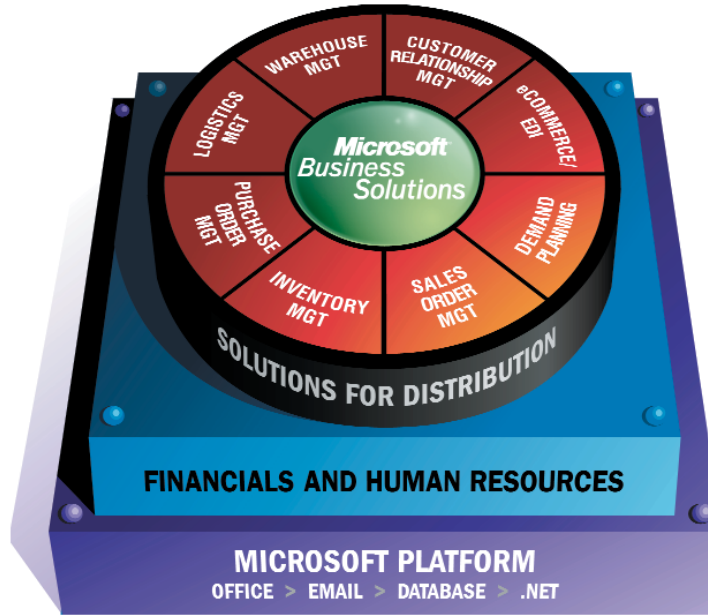 WAREHOUSE
MGT
CUSTOMER
RELATIONSHIP
MGT
eCOMMERCE/
EDI
DEMAND
PLANNING
SALES
ORDER
MGT
INVENTORY
MGT
PURCHASE
ORDER
MGT
LOGISTICS
MGT
Microsoft
Business
Solutions
SOLUTIONS FOR DISTRIBUTION
FINANCIALS AND HUMAN RESOURCES
MICROSOFT PLATFORM
OFFICE > EMAIL > DATABASE > .NET